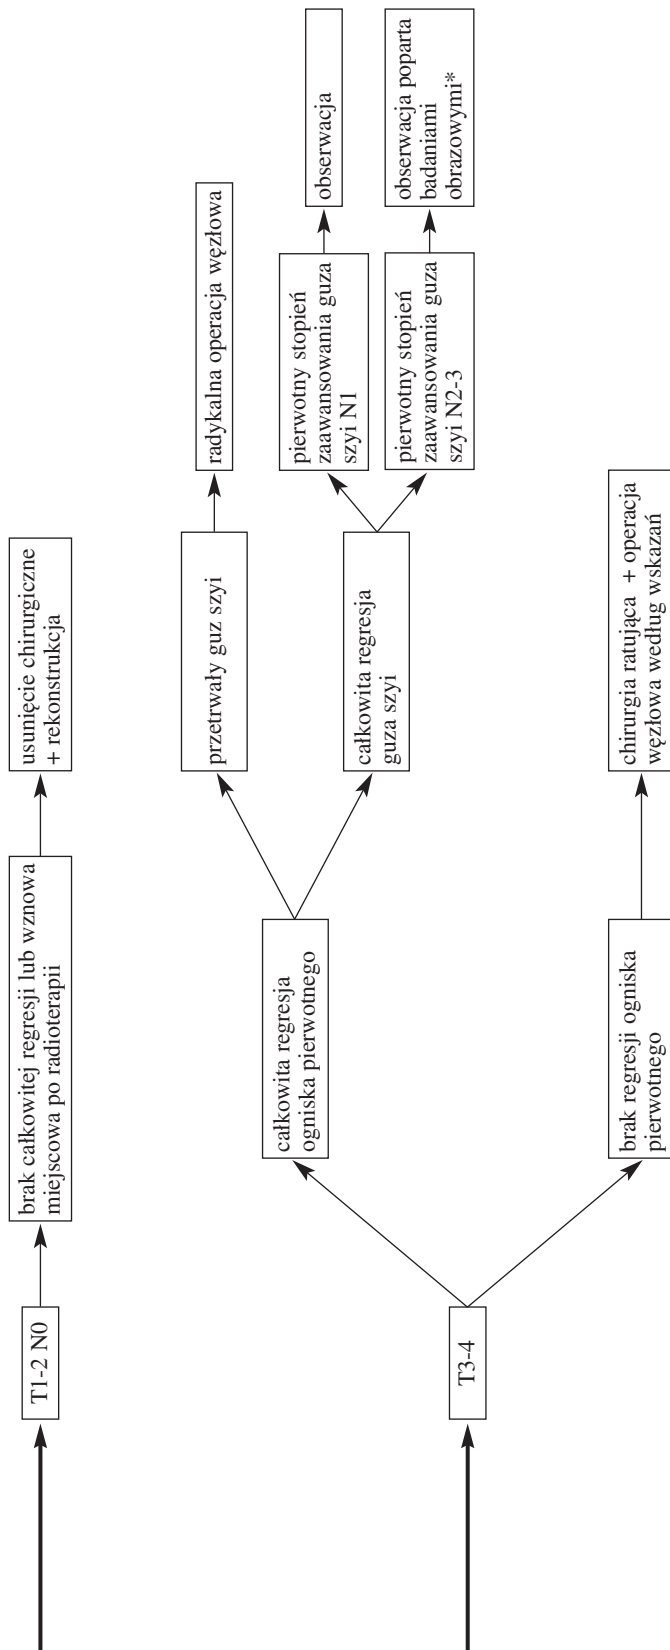 T1-2 N0
brak całkowitej regresji lub wznowa
miejscowa po radioterapii
usunięcie chirurgiczne
+ rekonstrukcja
T3-4
całkowita regresja
ogniska pierwotnego
przetrwały guz szyi
radykalna operacja węzłowa
całkowita regresja
guza szyi
pierwotny stopień
zaawansowania guza
szyi N1
obserwacja
pierwotny stopień
zaawansowania guza
szyi N2-3
obserwacja poparta
badaniami
obrazowymi*
brak regresji ogniska
pierwotnego
chirurgia ratująca + operacja
węzłowa według wskazań